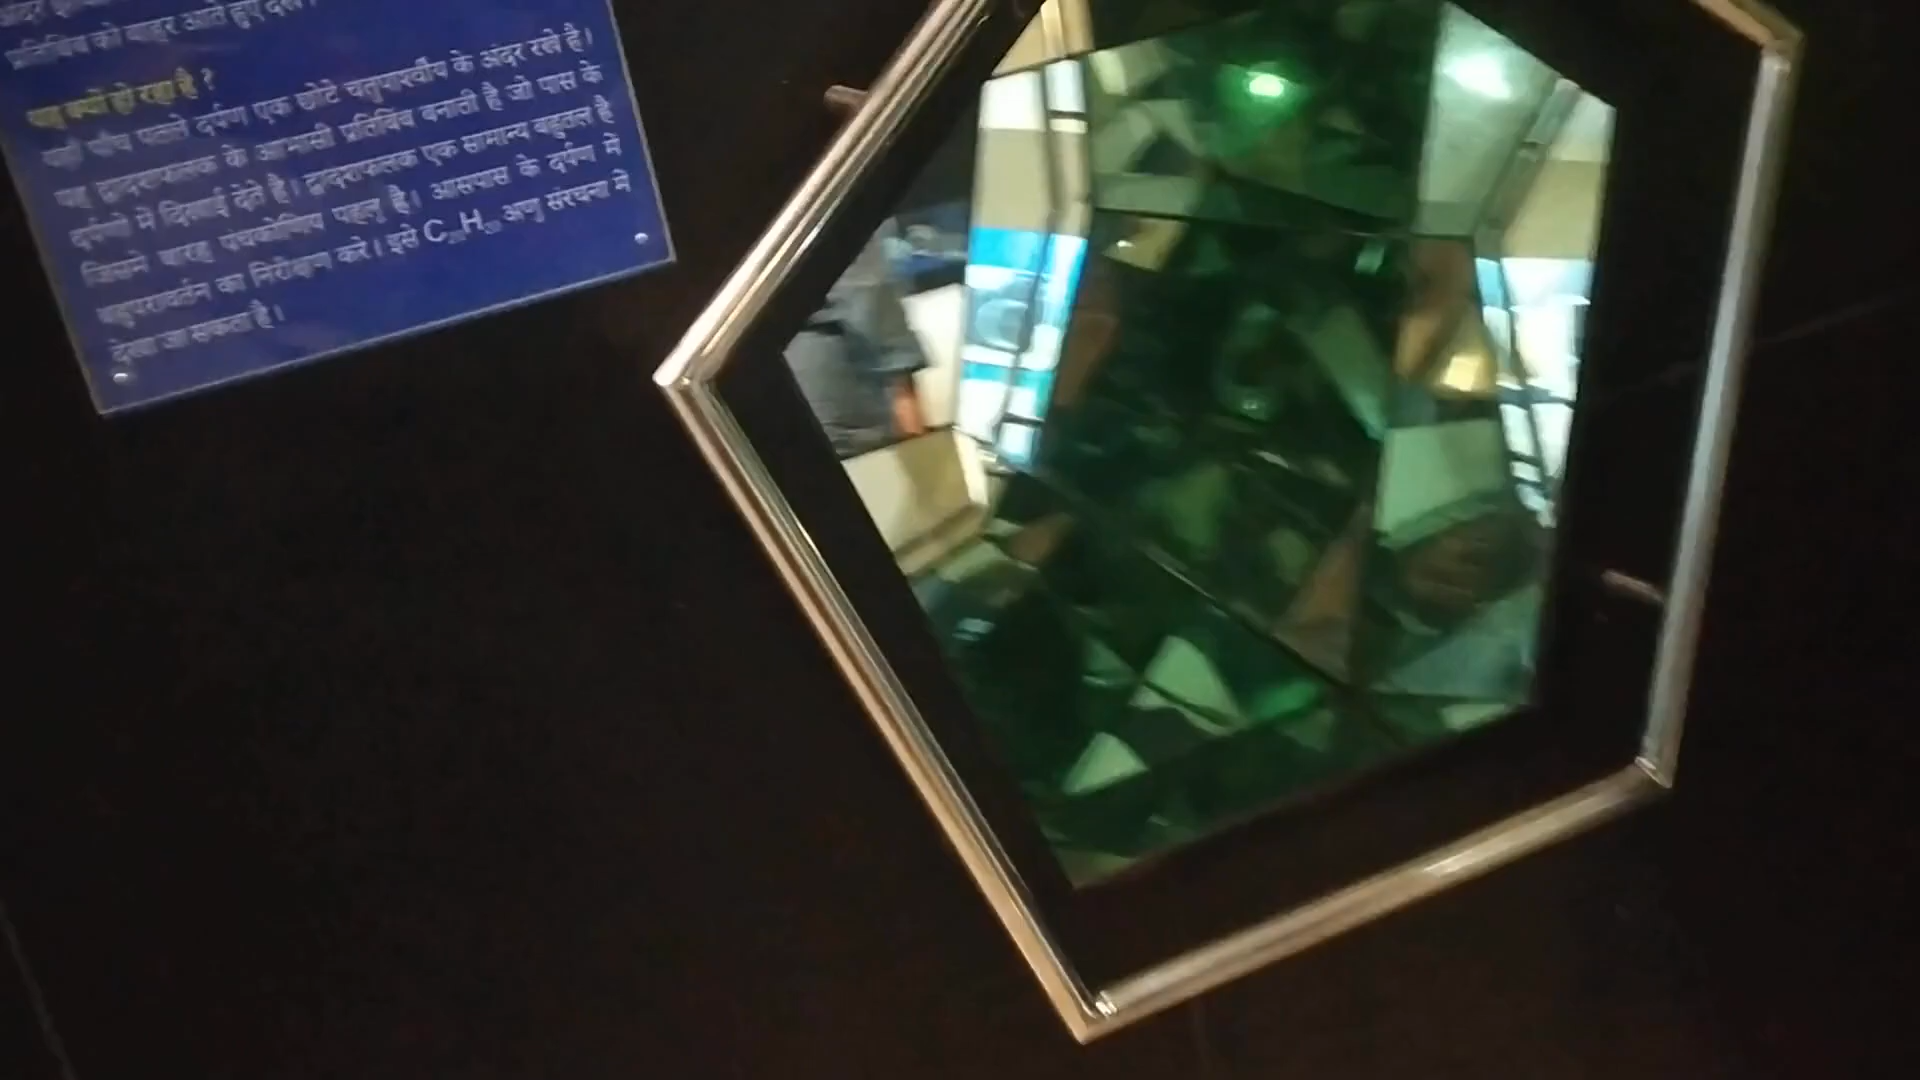 प्रतिबिंब को बाहर आते हुए देखें।
यह क्यों हो रहा है ?
यहाँ पाँच पतले दर्पण एक छोटे चतुपार्श्वीय के अंदर रखे है।
यह द्वादशफलक के आभासी प्रतिबिंब बनाती है जो पास के
दर्पणो में दिखाई देते है। द्वादशफलक एक सामान्य बहुतल है
जिसमे बारह पंचकोणिय पहलू है। आसपास के दर्पण में
बहुपरावर्तन का निरीक्षण करे। इसे C₂₀H₂₀ अणु संरचना में
देखा जा सकता है।